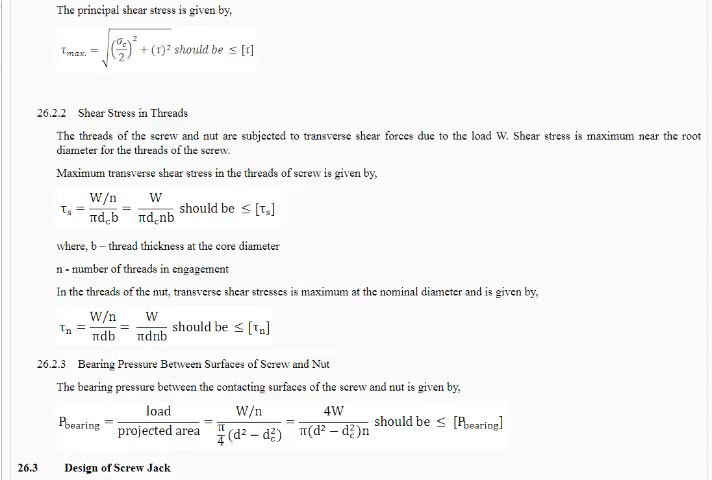 The principal shear stress is given by,
τmax. = √((σc/2)² + (τ)²) should be ≤ [τ]
26.2.2 Shear Stress in Threads
The threads of the screw and nut are subjected to transverse shear forces due to the load W. Shear stress is maximum near the root
diameter for the threads of the screw.
Maximum transverse shear stress in the threads of screw is given by,
τs = (W/n)/(πdcb) = W/(πdcnb) should be ≤ [τs]
where, b – thread thickness at the core diameter
n - number of threads in engagement
In the threads of the nut, transverse shear stresses is maximum at the nominal diameter and is given by,
τn = (W/n)/(πdb) = W/(πdnb) should be ≤ [τn]
26.2.3 Bearing Pressure Between Surfaces of Screw and Nut
The bearing pressure between the contacting surfaces of the screw and nut is given by,
Pbearing = load/projected area = (W/n)/(π/4 (d² − dc²)) = 4W/(π(d² − dc²)n) should be ≤ [Pbearing]
26.3 Design of Screw Jack